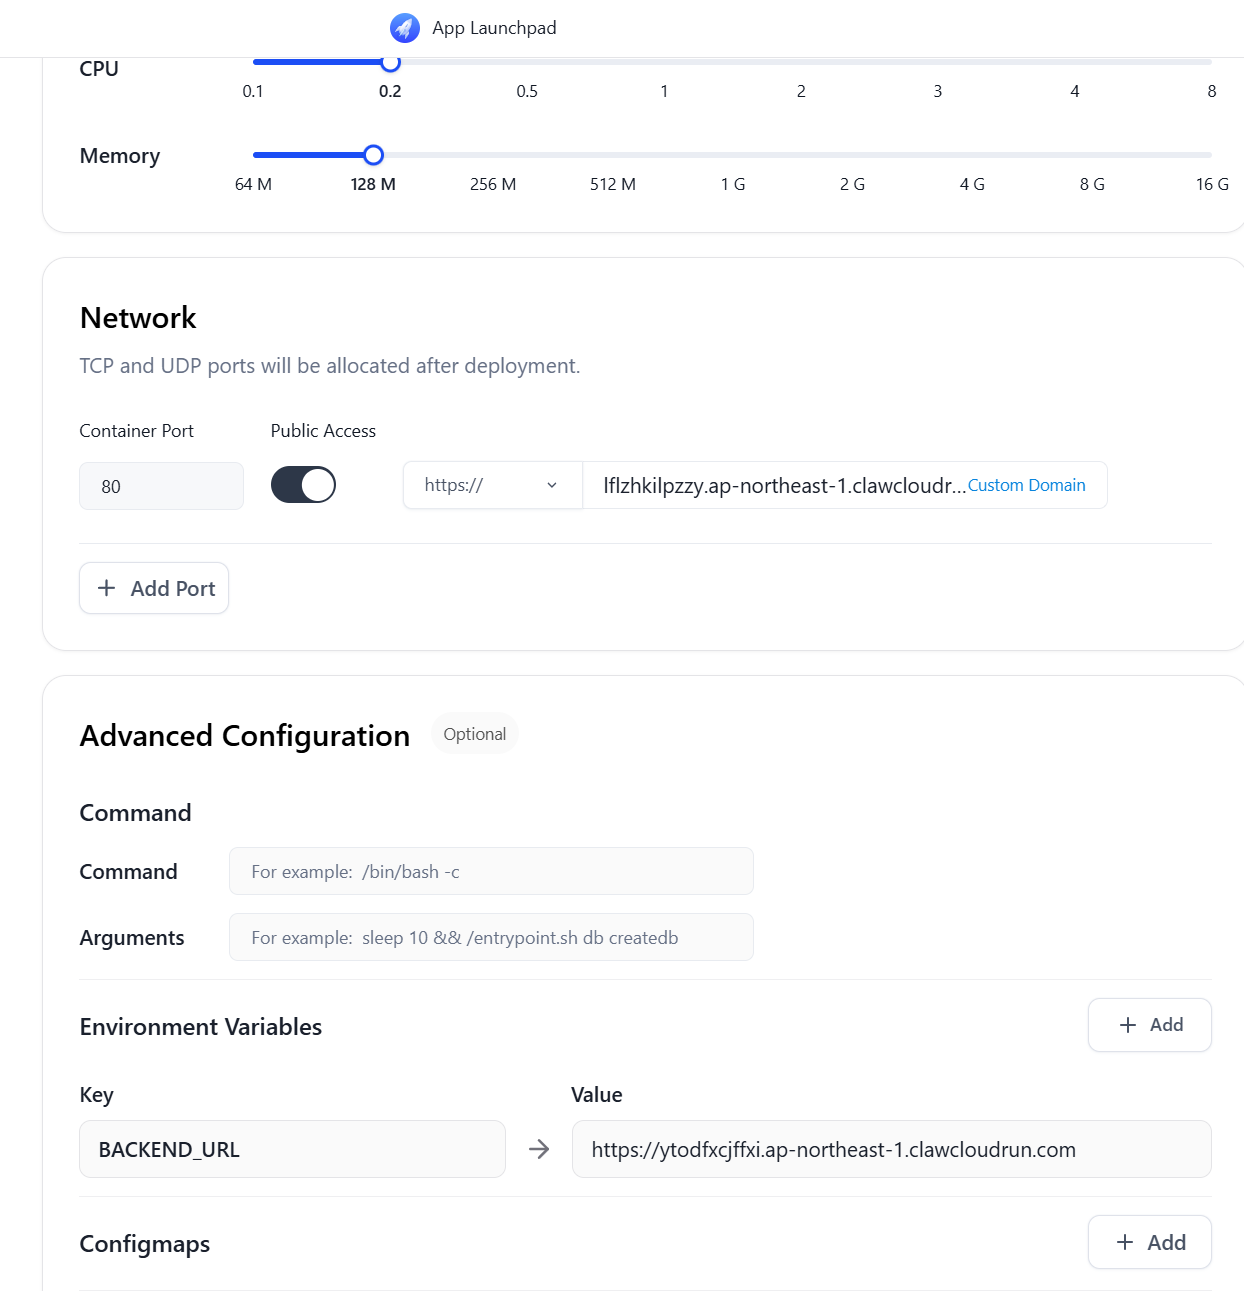 App Launchpad
CPU
0.1 0.2 0.5 1 2 3 4 8
Memory
64 M 128 M 256 M 512 M 1 G 2 G 4 G 8 G 16 G
Network
TCP and UDP ports will be allocated after deployment.
Container Port Public Access
80 https:// lflzhkilpzzy.ap-northeast-1.clawcloudr... Custom Domain
+ Add Port
Advanced Configuration Optional
Command
Command For example: /bin/bash -c
Arguments For example: sleep 10 && /entrypoint.sh db createdb
Environment Variables + Add
Key Value
BACKEND_URL → https://ytodfxcjffxi.ap-northeast-1.clawcloudrun.com
Configmaps + Add